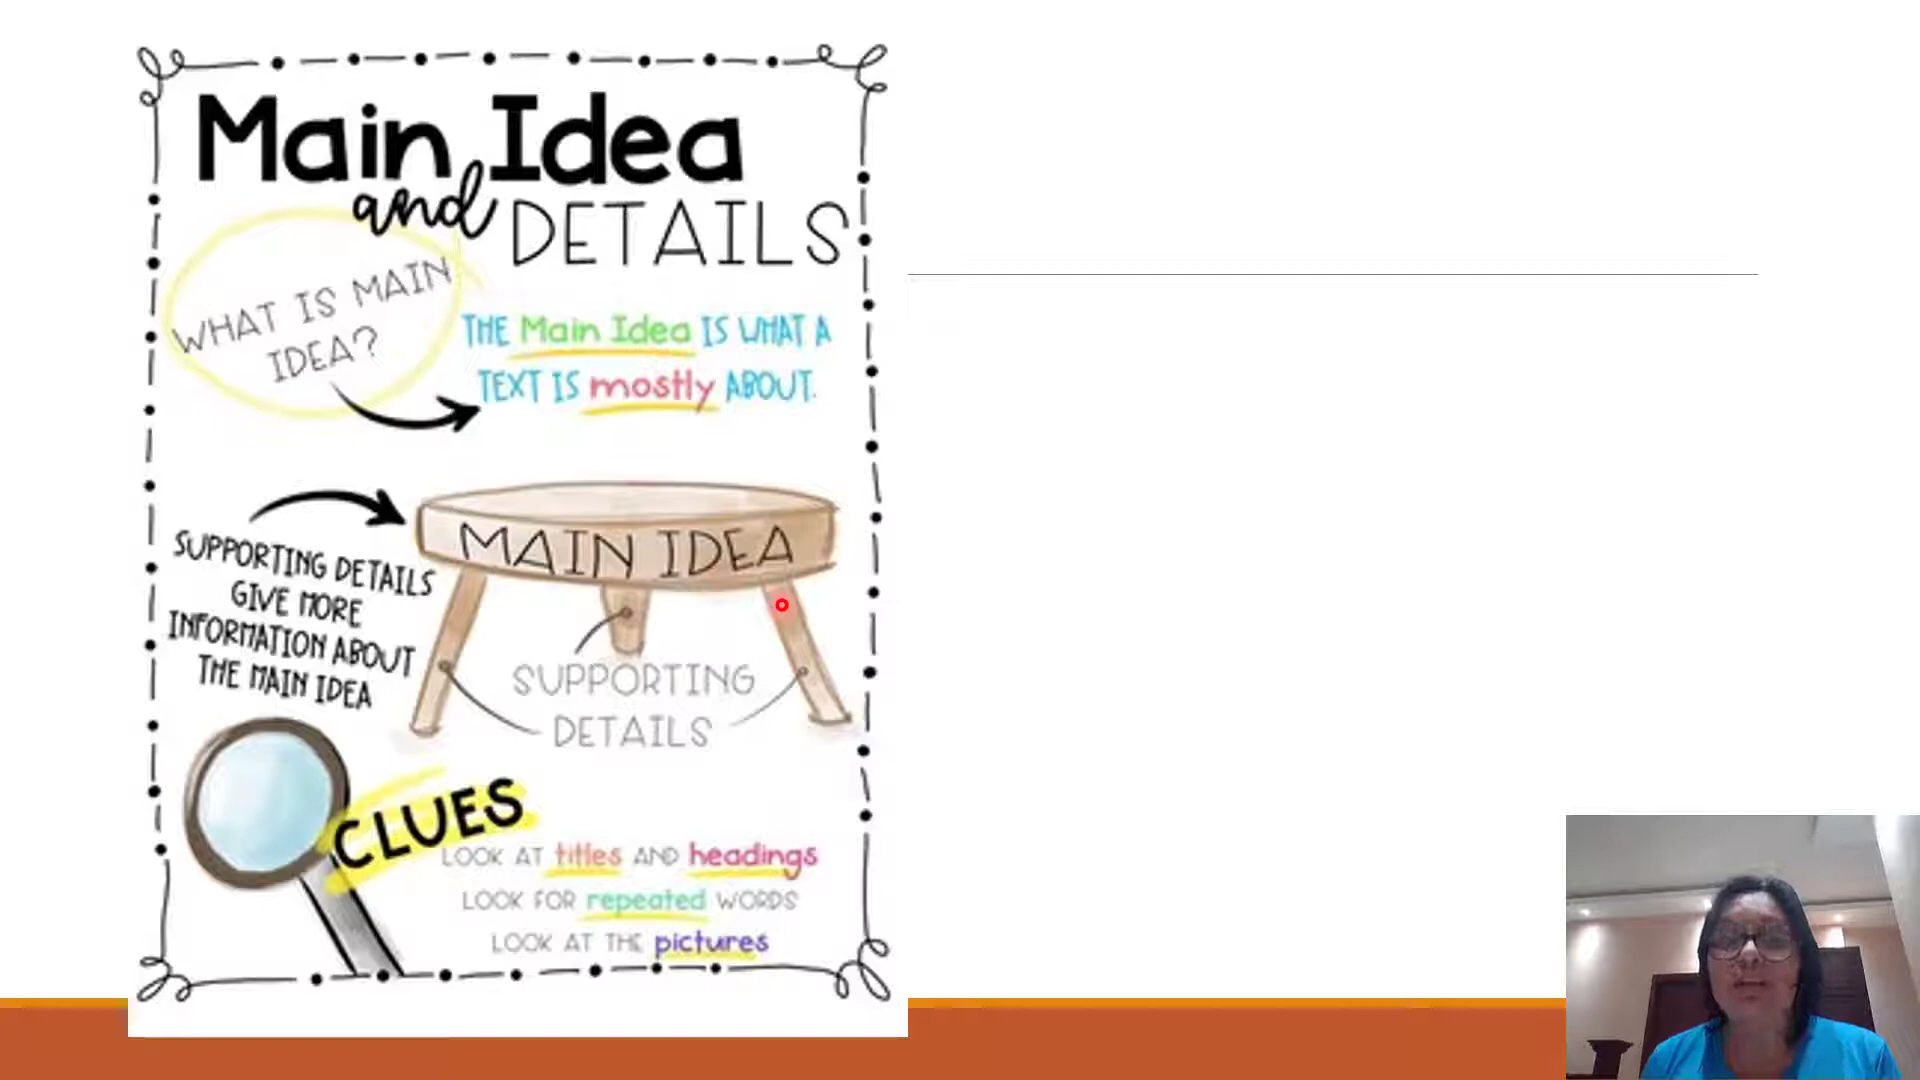 Main Idea
and DETAILS
WHAT IS MAIN
IDEA?
THE Main Idea IS WHAT A
TEXT IS mostly ABOUT.
SUPPORTING DETAILS
GIVE MORE
INFORMATION ABOUT
THE MAIN IDEA
MAIN IDEA
SUPPORTING
DETAILS
CLUES
LOOK AT titles AND headings
LOOK FOR repeated WORDS
LOOK AT THE pictures